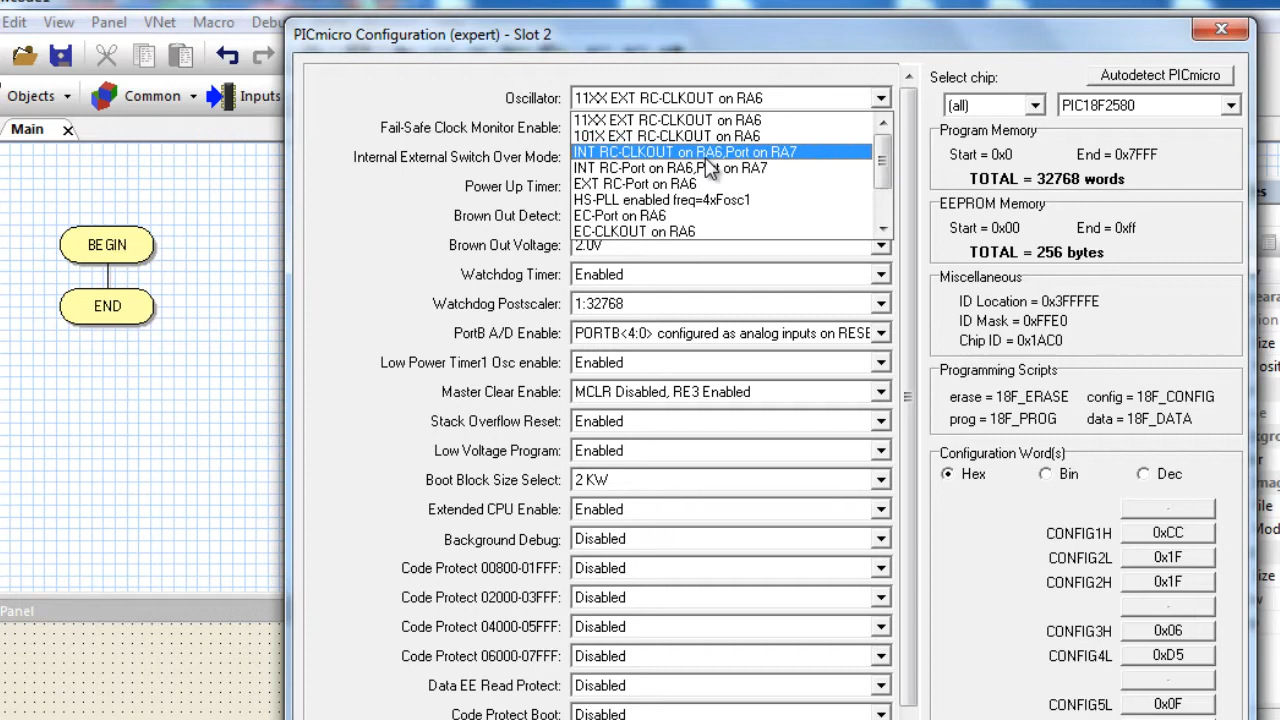 Edit View Panel VNet Macro Debu
Objects Common Inputs
Main
BEGIN
END
Panel
PICmicro Configuration (expert) - Slot 2
Oscillator: 11XX EXT RC-CLKOUT on RA6
11XX EXT RC-CLKOUT on RA6
101X EXT RC-CLKOUT on RA6
INT RC-CLKOUT on RA6,Port on RA7
INT RC-Port on RA6,Port on RA7
EXT RC-Port on RA6
HS-PLL enabled freq=4xFosc1
EC-Port on RA6
EC-CLKOUT on RA6
Fail-Safe Clock Monitor Enable:
Internal External Switch Over Mode:
Power Up Timer:
Brown Out Detect:
Brown Out Voltage: 2.0V
Watchdog Timer: Enabled
Watchdog Postscaler: 1:32768
PortB A/D Enable: PORTB<4:0> configured as analog inputs on RESE
Low Power Timer1 Osc enable: Enabled
Master Clear Enable: MCLR Disabled, RE3 Enabled
Stack Overflow Reset: Enabled
Low Voltage Program: Enabled
Boot Block Size Select: 2 KW
Extended CPU Enable: Enabled
Background Debug: Disabled
Code Protect 00800-01FFF: Disabled
Code Protect 02000-03FFF: Disabled
Code Protect 04000-05FFF: Disabled
Code Protect 06000-07FFF: Disabled
Data EE Read Protect: Disabled
Code Protect Boot: Disabled
Select chip: Autodetect PICmicro
(all) PIC18F2580
Program Memory
Start = 0x0 End = 0x7FFF
TOTAL = 32768 words
EEPROM Memory
Start = 0x00 End = 0xff
TOTAL = 256 bytes
Miscellaneous
ID Location = 0x3FFFFE
ID Mask = 0xFFE0
Chip ID = 0x1AC0
Programming Scripts
erase = 18F_ERASE config = 18F_CONFIG
prog = 18F_PROG data = 18F_DATA
Configuration Word(s)
Hex Bin Dec
CONFIG1H 0xCC
CONFIG2L 0x1F
CONFIG2H 0x1F
CONFIG3H 0x06
CONFIG4L 0xD5
CONFIG5L 0x0F